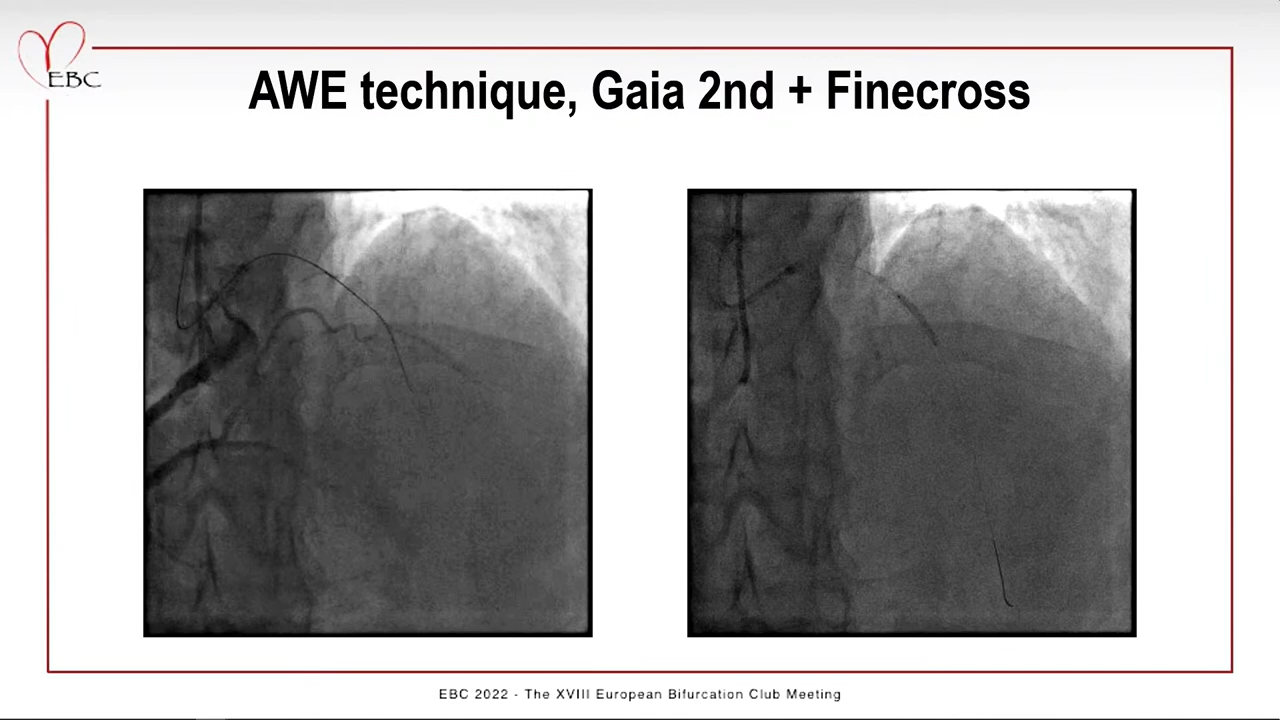 EBC
AWE technique, Gaia 2nd + Finecross
EBC 2022 - The XVIII European Bifurcation Club Meeting